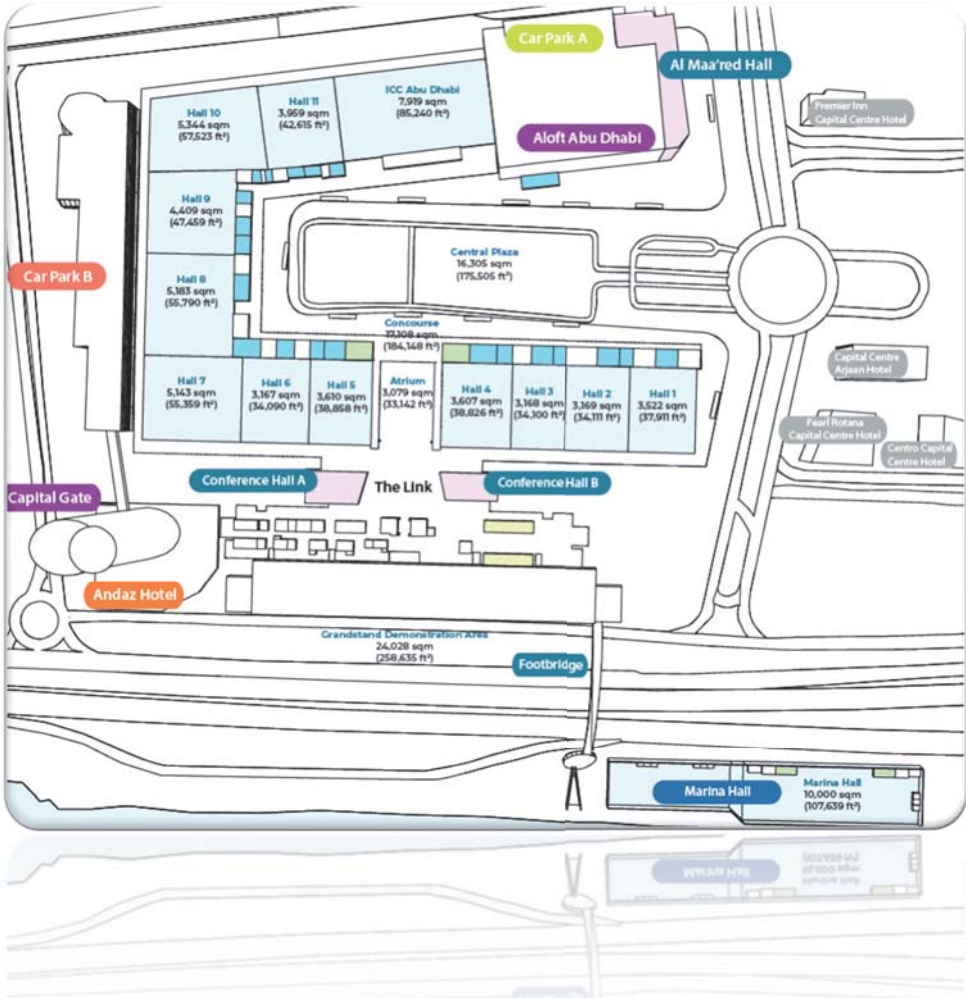 Car Park A
Al Maa'red Hall
ICC Abu Dhabi
7,919 sqm
(85,240 ft²)
Hall 11
3,959 sqm
(42,615 ft²)
Hall 10
5,344 sqm
(57,523 ft²)
Premier Inn
Capital Centre Hotel
Aloft Abu Dhabi
Hall 9
4,409 sqm
(47,459 ft²)
Central Plaza
16,305 sqm
(175,505 ft²)
Car Park B
Hall 8
5,183 sqm
(55,790 ft²)
Concourse
17,108 sqm
(184,148 ft²)
Capital Centre
Arjaan Hotel
Hall 7
5,143 sqm
(55,359 ft²)
Hall 6
3,167 sqm
(34,090 ft²)
Hall 5
3,610 sqm
(38,858 ft²)
Atrium
3,079 sqm
(33,142 ft²)
Hall 4
3,607 sqm
(38,826 ft²)
Hall 3
3,168 sqm
(34,100 ft²)
Hall 2
3,169 sqm
(34,111 ft²)
Hall 1
3,522 sqm
(37,911 ft²)
Pearl Rotana
Capital Centre Hotel
Centro Capital
Centre Hotel
Conference Hall A
The Link
Conference Hall B
Capital Gate
Andaz Hotel
Grandstand Demonstration Area
24,028 sqm
(258,635 ft²)
Footbridge
Marina Hall
Marina Hall
10,000 sqm
(107,639 ft²)